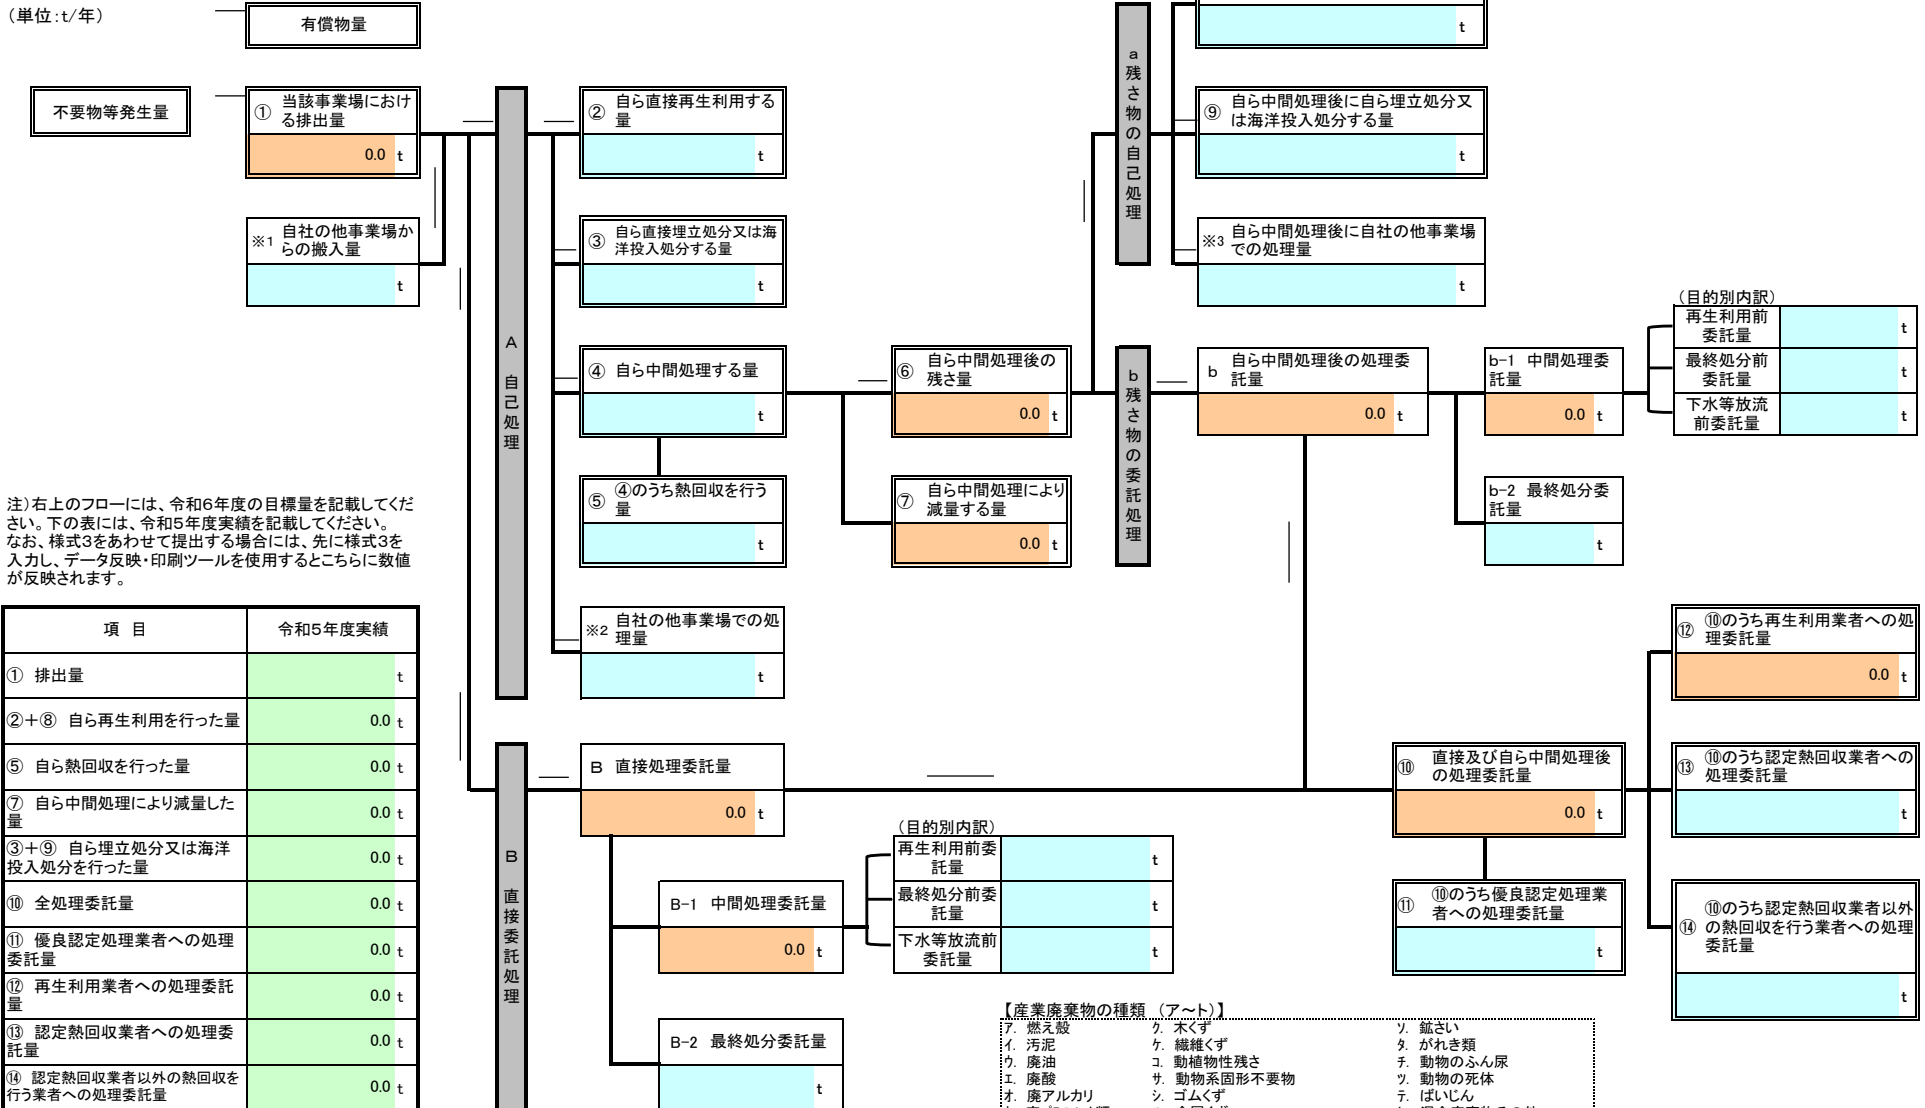 （単位：t/年）
有償物量
不要物等発生量
① 当該事業場におけ
る排出量
0.0 t
※1 自社の他事業場か
らの搬入量
t
A 自己処理
② 自ら直接再生利用する
量
t
③ 自ら直接埋立処分又は海
洋投入処分する量
t
④ 自ら中間処理する量
t
⑤ ④のうち熱回収を行う
量
t
※2 自社の他事業場での処
理量
t
⑥ 自ら中間処理後の
残さ量
0.0 t
⑦ 自ら中間処理により
減量する量
0.0 t
a 残さ物の自己処理
t
⑨ 自ら中間処理後に自ら埋立処分又
は海洋投入処分する量
t
※3 自ら中間処理後に自社の他事業場
での処理量
t
b 残さ物の委託処理
b 自ら中間処理後の処理委
託量
0.0 t
b-1 中間処理委
託量
0.0 t
（目的別内訳）
再生利用前
委託量
t
最終処分前
委託量
t
下水等放流
前委託量
t
b-2 最終処分委
託量
t
注）右上のフローには、令和6年度の目標量を記載してくだ
さい。下の表には、令和5年度実績を記載してください。
なお、様式3をあわせて提出する場合には、先に様式3を
入力し、データ反映・印刷ツールを使用するとこちらに数値
が反映されます。
項 目 令和5年度実績
① 排出量 t
②＋⑧ 自ら再生利用を行った量 0.0 t
⑤ 自ら熱回収を行った量 0.0 t
⑦ 自ら中間処理により減量した
量 0.0 t
③＋⑨ 自ら埋立処分又は海洋
投入処分を行った量 0.0 t
⑩ 全処理委託量 0.0 t
⑪ 優良認定処理業者への処理
委託量 0.0 t
⑫ 再生利用業者への処理委託
量 0.0 t
⑬ 認定熱回収業者への処理委
託量 0.0 t
⑭ 認定熱回収業者以外の熱回収を
行う業者への処理委託量 0.0 t
B 直接委託処理
B 直接処理委託量
0.0 t
B-1 中間処理委託量
0.0 t
（目的別内訳）
再生利用前委
託量
t
最終処分前委
託量
t
下水等放流前
委託量
t
B-2 最終処分委託量
t
⑩ 直接及び自ら中間処理後
の処理委託量
0.0 t
⑪ ⑩のうち優良認定処理業
者への処理委託量
t
⑫ ⑩のうち再生利用業者への処
理委託量
0.0 t
⑬ ⑩のうち認定熱回収業者への
処理委託量
t
⑭ ⑩のうち認定熱回収業者以外
の熱回収を行う業者への処理
委託量
t
【産業廃棄物の種類 （ア～ト）】
ア. 燃え殻 ク. 木くず ソ. 鉱さい
イ. 汚泥 ケ. 繊維くず タ. がれき類
ウ. 廃油 コ. 動植物性残さ チ. 動物のふん尿
エ. 廃酸 サ. 動物系固形不要物 ツ. 動物の死体
オ. 廃アルカリ シ. ゴムくず テ. ばいじん